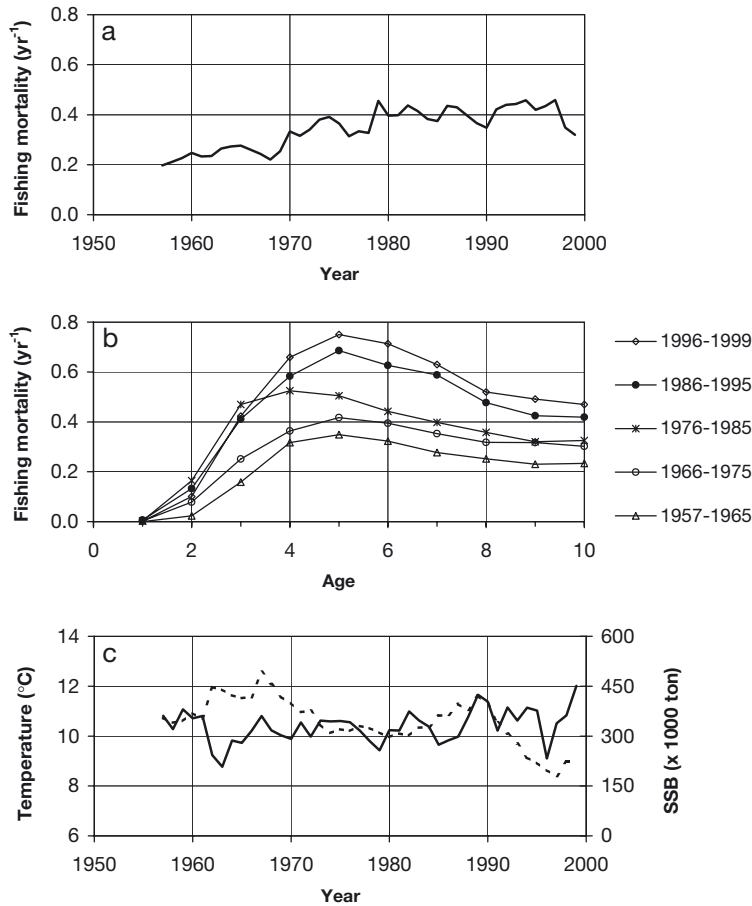 a
Fishing mortality (yr-1)
0.8
0.6
0.4
0.2
0.0
1950 1960 1970 1980 1990 2000
Year
b
Fishing mortality (yr-1)
0.8
0.6
0.4
0.2
0.0
0 2 4 6 8 10
Age
1996-1999
1986-1995
1976-1985
1966-1975
1957-1965
c
Temperature (°C)
14
12
10
8
6
600
450
300
150
0
SSB (x 1000 ton)
1950 1960 1970 1980 1990 2000
Year